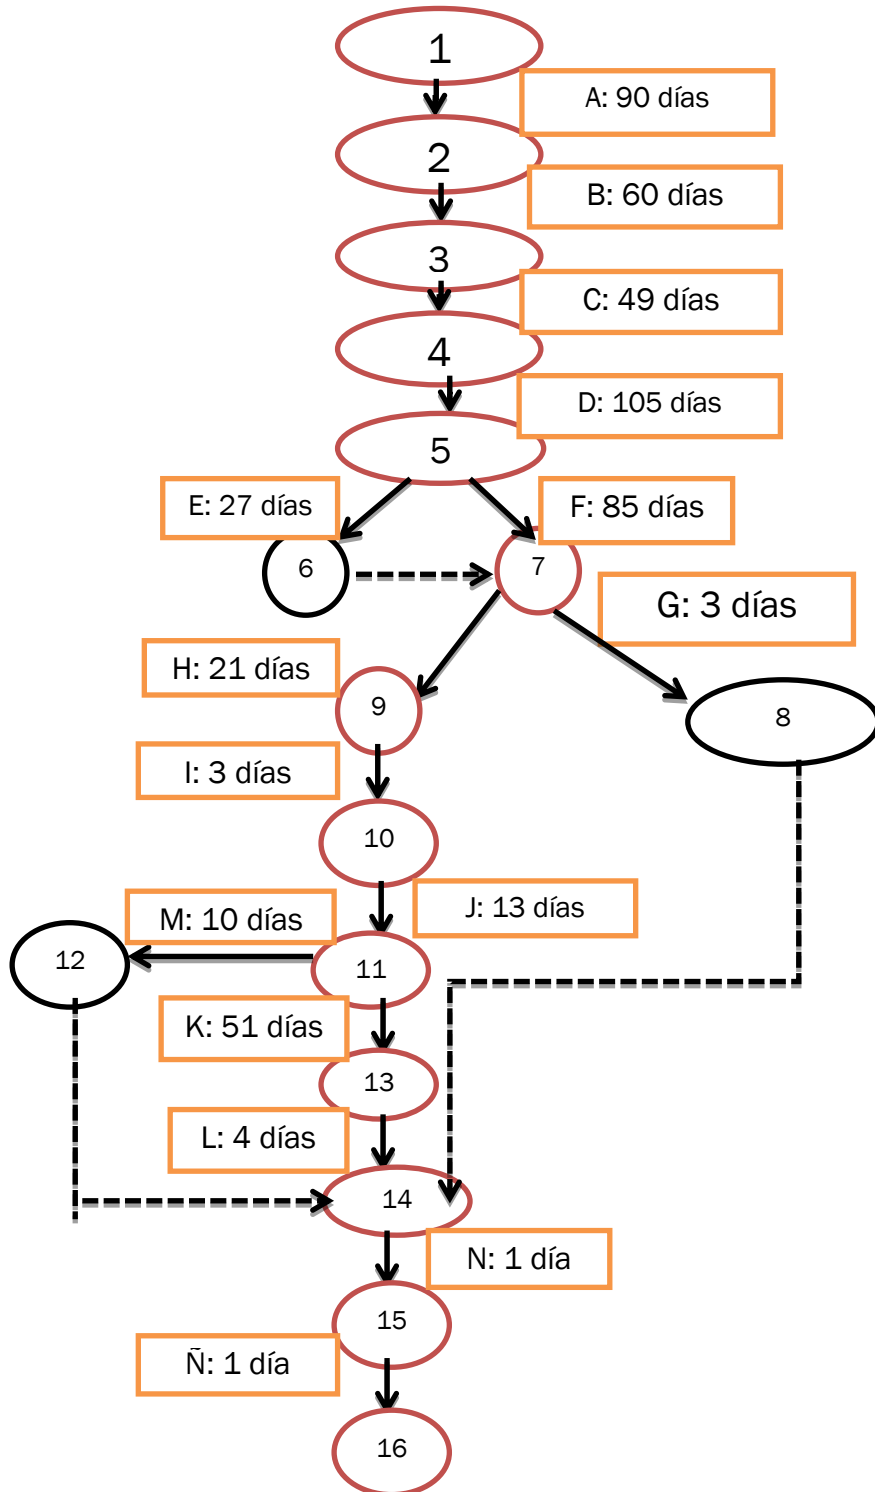 1
A: 90 días
2
B: 60 días
3
C: 49 días
4
D: 105 días
5
E: 27 días
F: 85 días
6
7
G: 3 días
H: 21 días
9
8
I: 3 días
10
J: 13 días
M: 10 días
12
11
K: 51 días
13
L: 4 días
14
N: 1 día
15
Ñ: 1 día
16